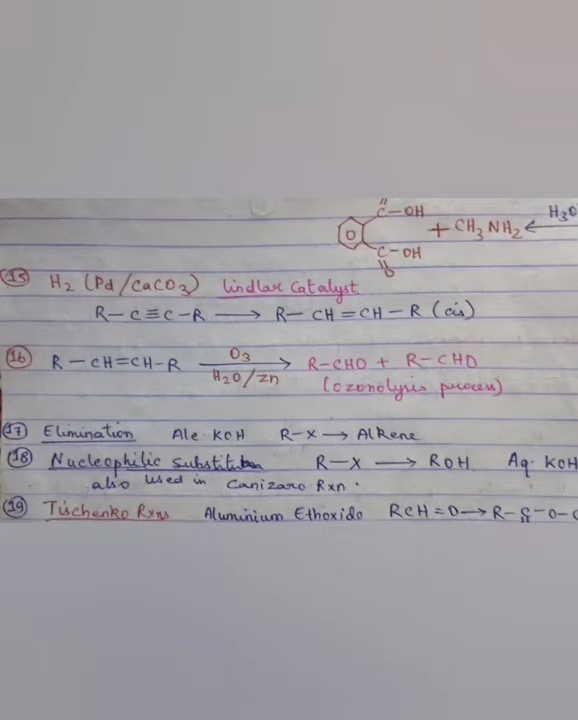 C–OH
+ CH₃NH₂ ← H₃O
C–OH
O
(15) H₂ (Pd/CaCO₃) lindlar Catalyst
R–C≡C–R ⟶ R–CH=CH–R (cis)
(16) R–CH=CH–R O₃ H₂O/Zn ⟶ R–CHO + R–CHO
(ozonolysis process)
(17) Elimination Alc. KOH R–X ⟶ Alkene
(18) Nucleophilic substitution R–X ⟶ ROH Aq. KOH
also used in Canizaro Rxn.
(19) Tischenko Rxns Aluminium Ethoxido RCH=O ⟶ R–C–O–C